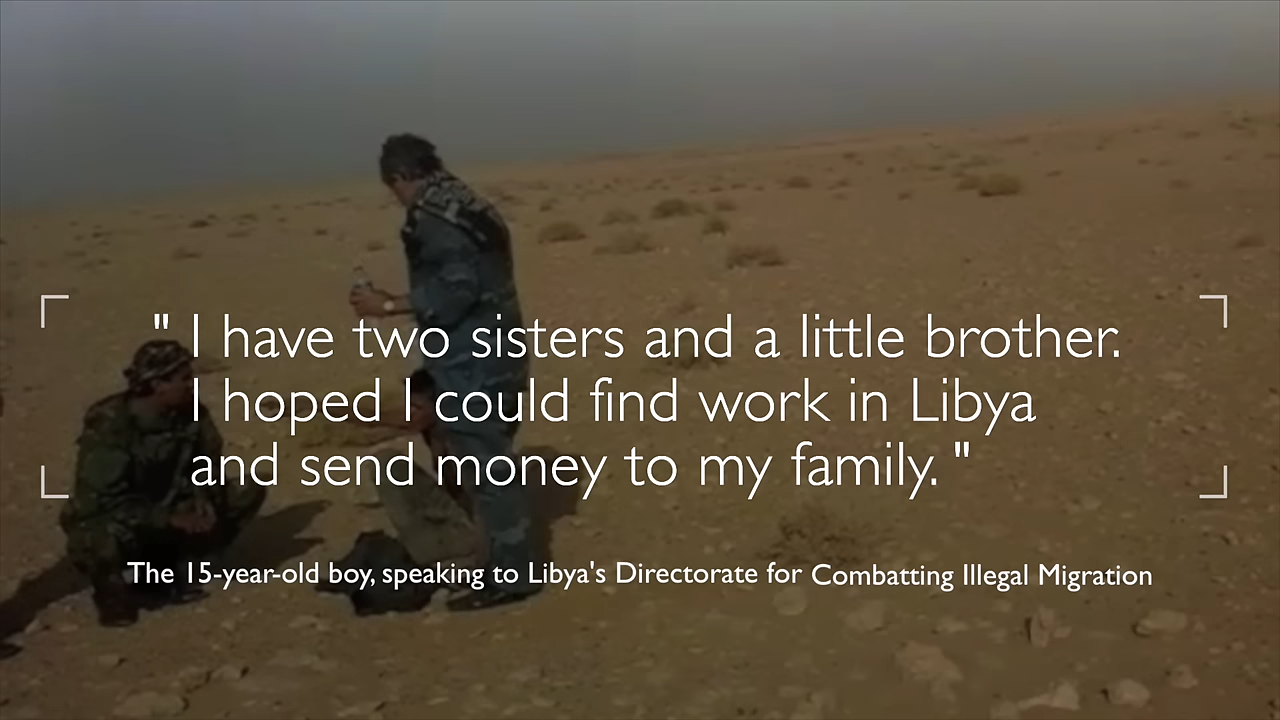 " I have two sisters and a little brother.
I hoped I could find work in Libya
and send money to my family. "
The 15-year-old boy, speaking to Libya's Directorate for Combatting Illegal Migration